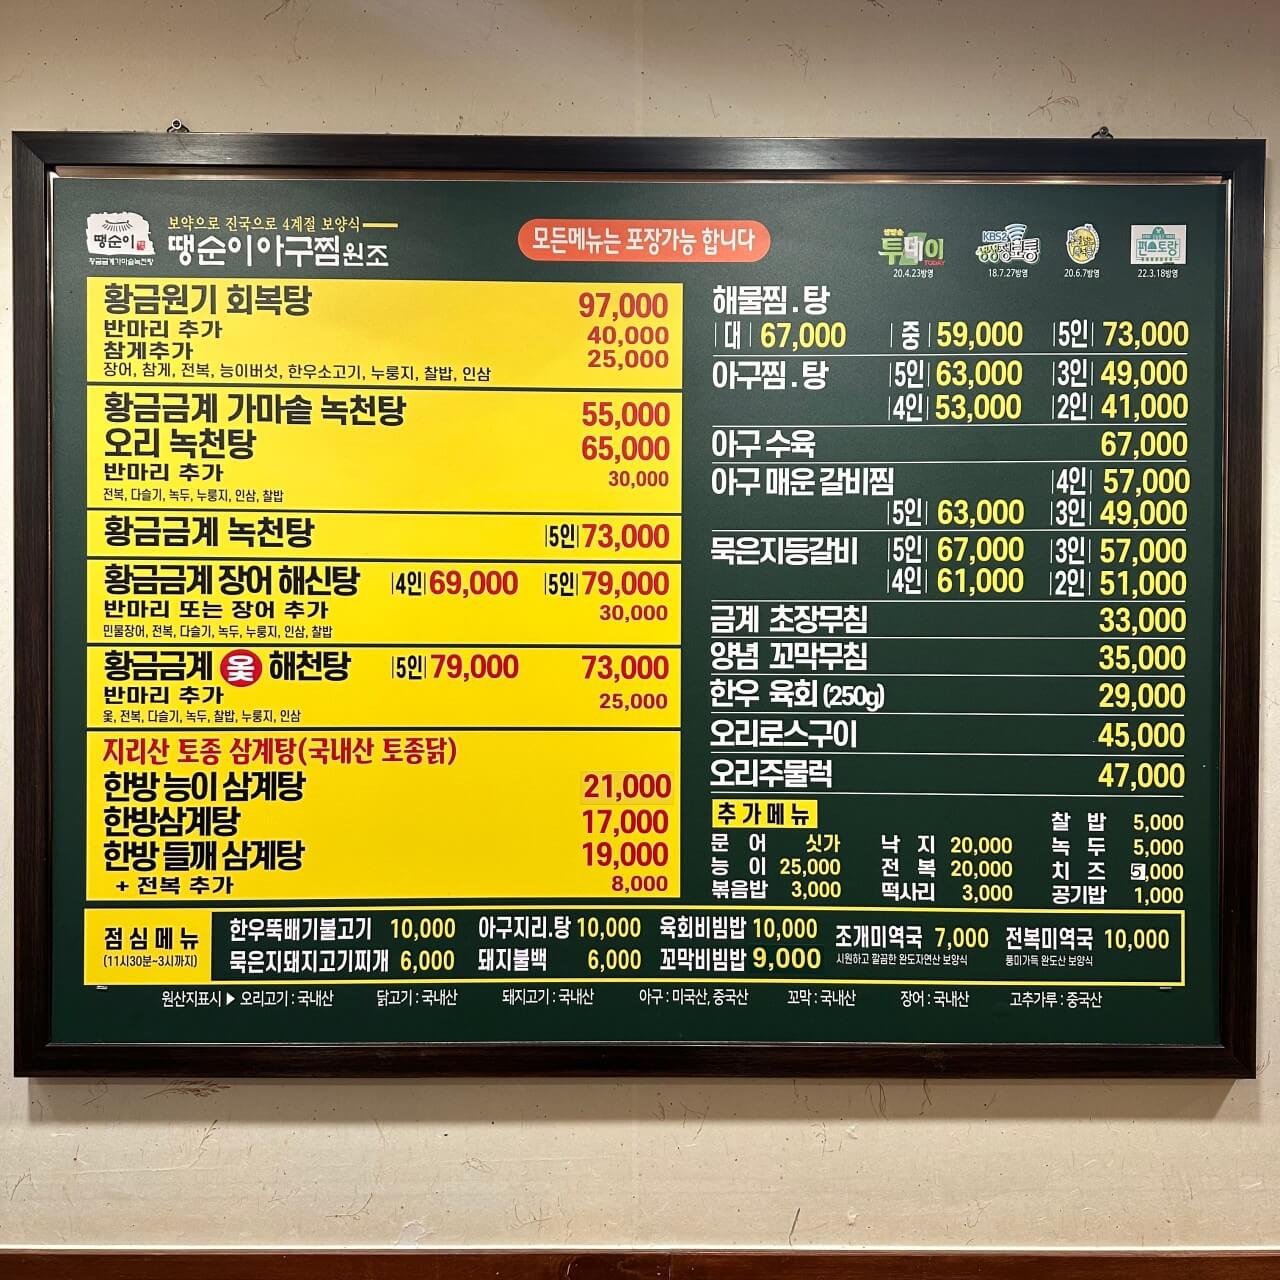 땡순이
황금금계가마솥녹천탕
보약으로 진국으로 4계절 보양식
땡순이아구찜원조
모든메뉴는 포장가능 합니다
생방송 투데이 TODAY
20.4.23방영
KBS2 생생정보통
18.7.27방영
20.6.7방영
편스토랑
22.3.18방영
황금원기 회복탕 97,000
반마리 추가 40,000
참게추가 25,000
장어, 참게, 전복, 능이버섯, 한우소고기, 누룽지, 찰밥, 인삼
황금금계 가마솥 녹천탕 55,000
오리 녹천탕 65,000
반마리 추가 30,000
전복, 다슬기, 녹두, 누룽지, 인삼, 찰밥
황금금계 녹천탕 |5인| 73,000
황금금계 장어 해신탕 |4인| 69,000 |5인| 79,000
반마리 또는 장어 추가 30,000
민물장어, 전복, 다슬기, 녹두, 누룽지, 인삼, 찰밥
황금금계 옻 해천탕 |5인| 79,000 73,000
반마리 추가 25,000
옻, 전복, 다슬기, 녹두, 찰밥, 누룽지, 인삼
지리산 토종 삼계탕(국내산 토종닭)
한방 능이 삼계탕 21,000
한방삼계탕 17,000
한방 들깨 삼계탕 19,000
+ 전복 추가 8,000
해물찜.탕
|대| 67,000 |중| 59,000 |5인| 73,000
아구찜.탕 |5인| 63,000 |3인| 49,000
|4인| 53,000 |2인| 41,000
아구 수육 67,000
아구 매운 갈비찜 |4인| 57,000
|5인| 63,000 |3인| 49,000
묵은지등갈비 |5인| 67,000 |3인| 57,000
|4인| 61,000 |2인| 51,000
금계 초장무침 33,000
양념 꼬막무침 35,000
한우 육회 (250g) 29,000
오리로스구이 45,000
오리주물럭 47,000
추가메뉴
찰 밥 5,000
문 어 싯가 낙 지 20,000 녹 두 5,000
능 이 25,000 전 복 20,000 치 즈 5,000
볶음밥 3,000 떡사리 3,000 공기밥 1,000
점심메뉴
(11시30분~3시까지)
한우뚝배기불고기 10,000 아구지리.탕 10,000 육회비빔밥 10,000
묵은지돼지고기찌개 6,000 돼지불백 6,000 꼬막비빔밥 9,000
조개미역국 7,000 전복미역국 10,000
시원하고 깔끔한 완도자연산 보양식 풍미가득 완도산 보양식
원산지표시 ▶ 오리고기 : 국내산 닭고기 : 국내산 돼지고기 : 국내산 아구 : 미국산, 중국산 꼬막 : 국내산 장어 : 국내산 고추가루 : 중국산